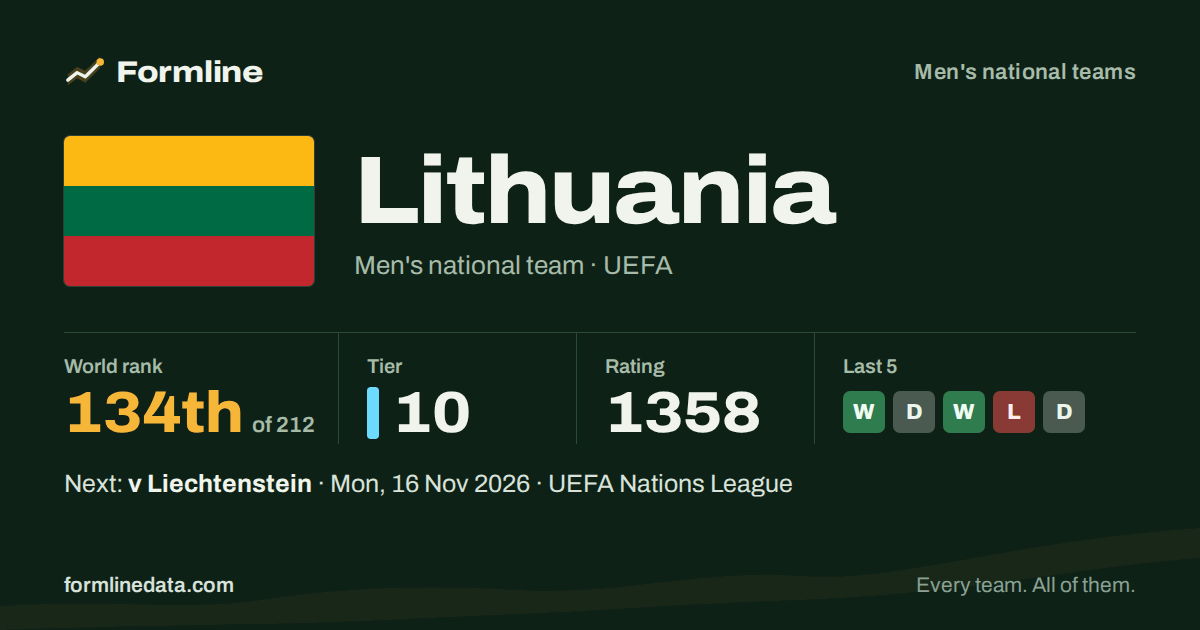 Formline
Men's national teams
Lithuania
Men's national team · UEFA
World rank
134th of 212
Tier
10
Rating
1358
Last 5
W D W L D
Next: v Liechtenstein · Mon, 16 Nov 2026 · UEFA Nations League
formlinedata.com
Every team. All of them.